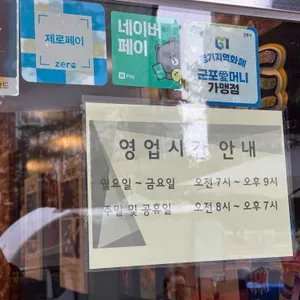 제로페이
zero
네이버
페이
Pay
경기지역화폐
군포愛머니
가맹점
영업시간 안내
월요일 ~ 금요일 오전 7시 ~ 오후 9시
주말 및 공휴일 오전 8시 ~ 오후 7시